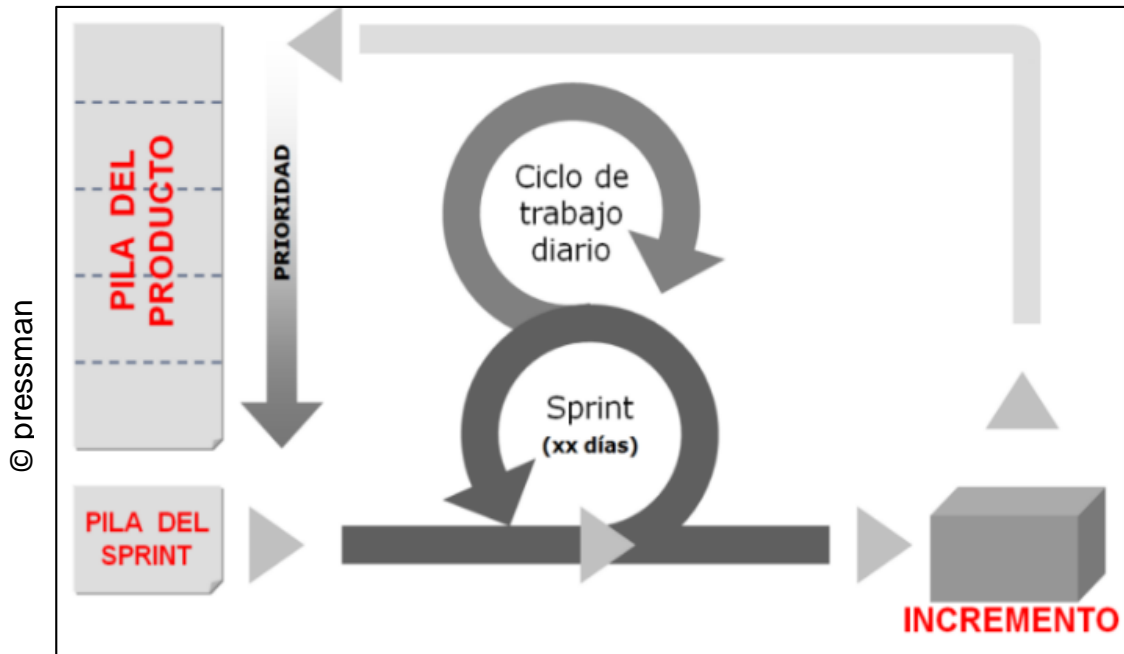 © pressman
PILA DEL
PRODUCTO
PRIORIDAD
Ciclo de
trabajo
diario
Sprint
(xx días)
PILA DEL
SPRINT
INCREMENTO